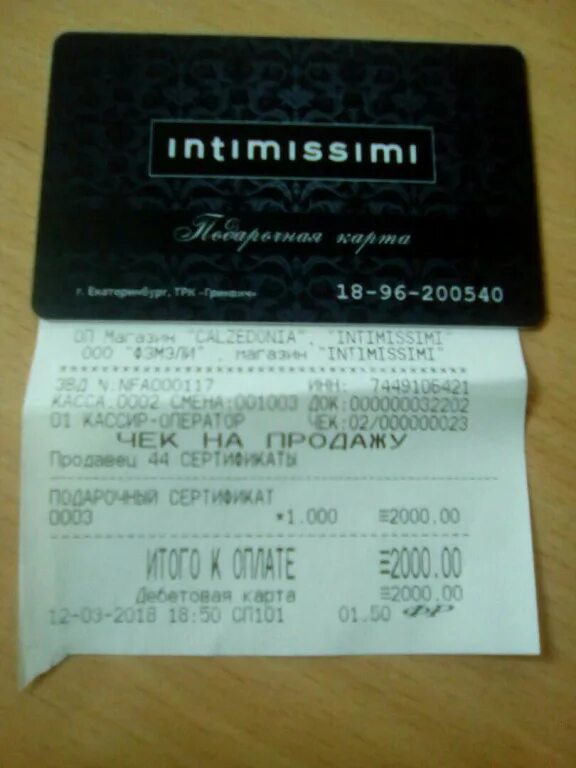 intimissimi
Подарочная карта
г. Екатеринбург, ТРК «Гринвич»
18-96-200540
ОП Магазин "CALZEDONIA", "INTIMISSIMI"
ООО "ФЭМЭЛИ", магазин "INTIMISSIMI"
ЗВД N.NFA000117 ИНН: 7449106421
КАССА.0002 СМЕНА:001003 ДОК:000000032202
01 КАССИР-ОПЕРАТОР ЧЕК:02/000000023
ЧЕК НА ПРОДАЖУ
Продавец 44 СЕРТИФИКАТЫ
ПОДАРОЧНЫЙ СЕРТИФИКАТ
0003 *1.000 =2000.00
ИТОГО К ОПЛАТЕ =2000.00
Дебетовая карта =2000.00
12-03-2018 18:50 СП101 01.50 ФР